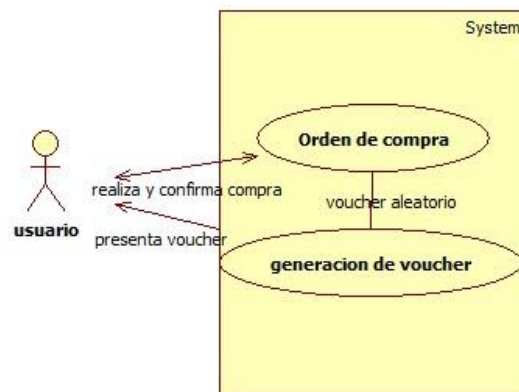 System
Orden de compra
realiza y confirma compra
voucher aleatorio
usuario
presenta voucher
generacion de voucher